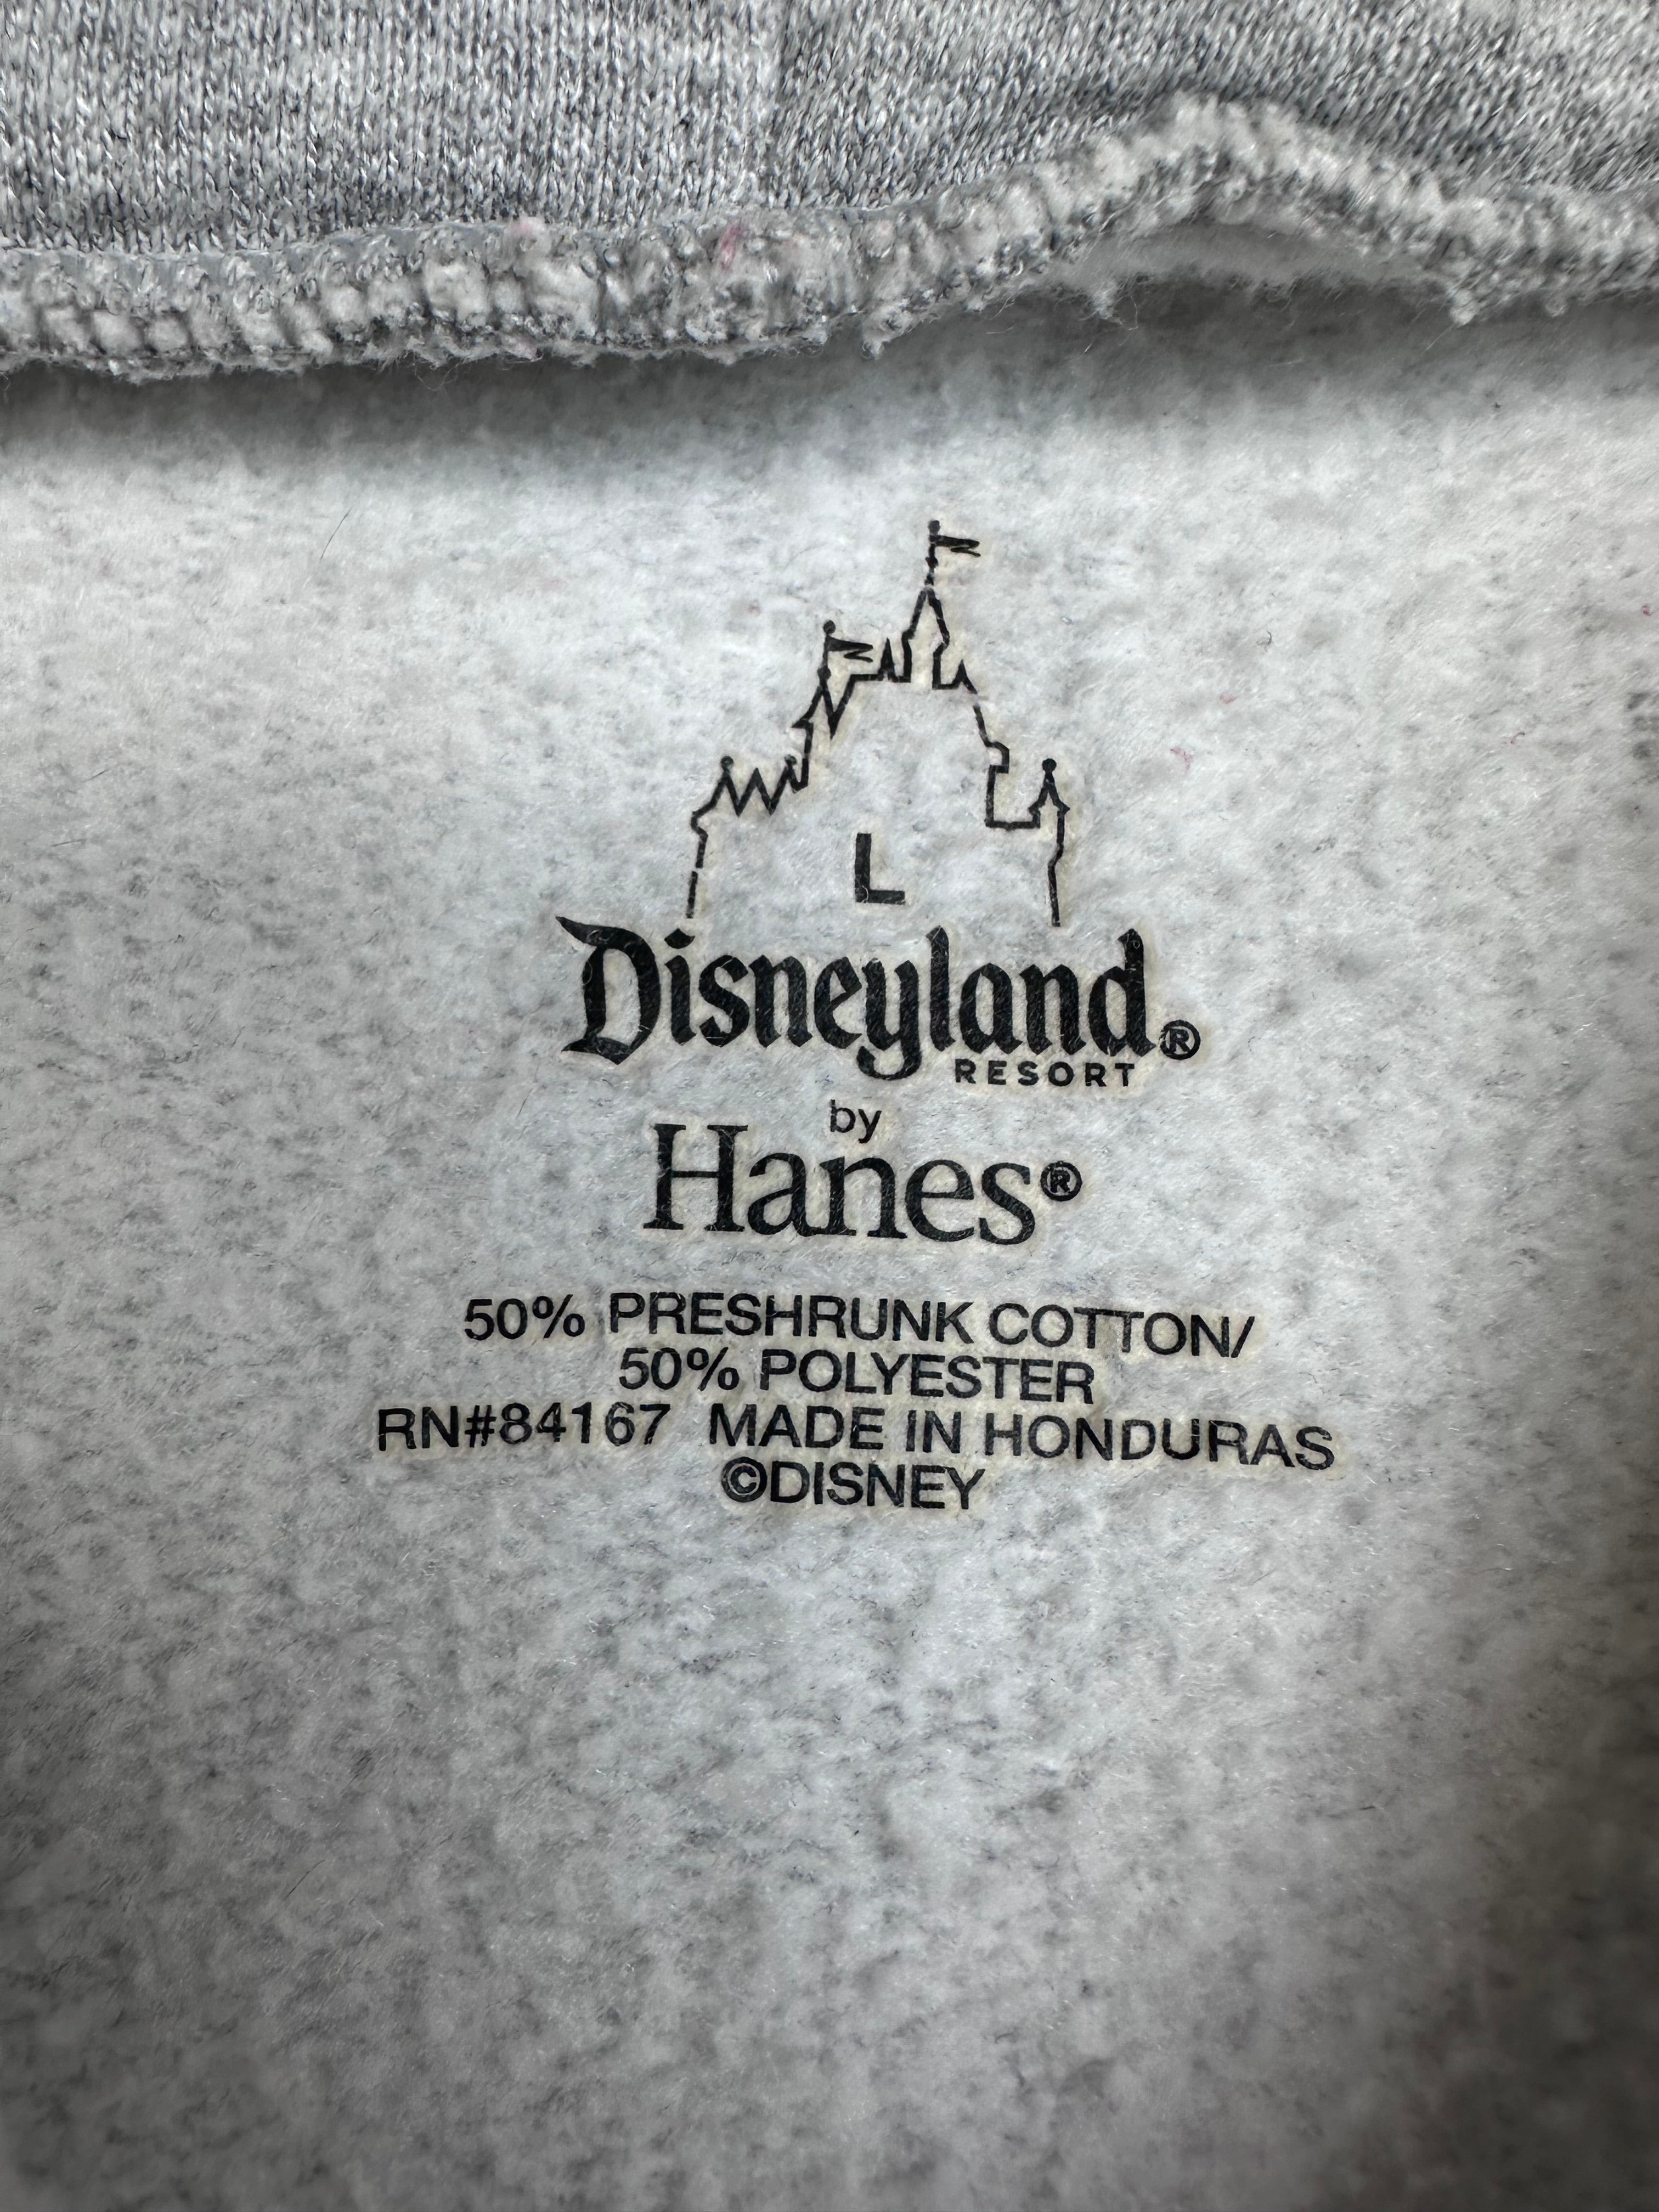 L
Disneyland®
RESORT
by
Hanes®
50% PRESHRUNK COTTON/
50% POLYESTER
RN#84167 MADE IN HONDURAS
©DISNEY